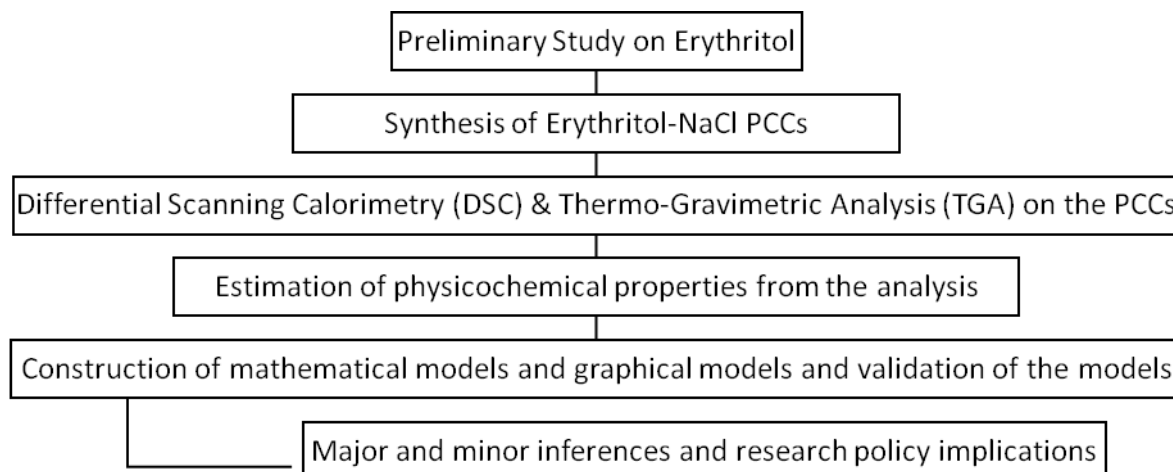 Preliminary Study on Erythritol
Synthesis of Erythritol-NaCl PCCs
Differential Scanning Calorimetry (DSC) & Thermo-Gravimetric Analysis (TGA) on the PCCs
Estimation of physicochemical properties from the analysis
Construction of mathematical models and graphical models and validation of the models
Major and minor inferences and research policy implications